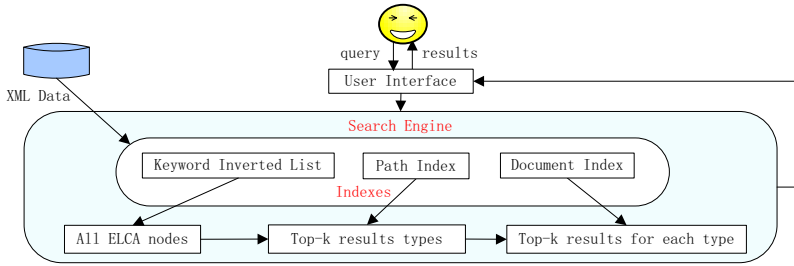 query
results
User Interface
XML Data
Search Engine
Keyword Inverted List
Path Index
Document Index
Indexes
All ELCA nodes
Top-k results types
Top-k results for each type